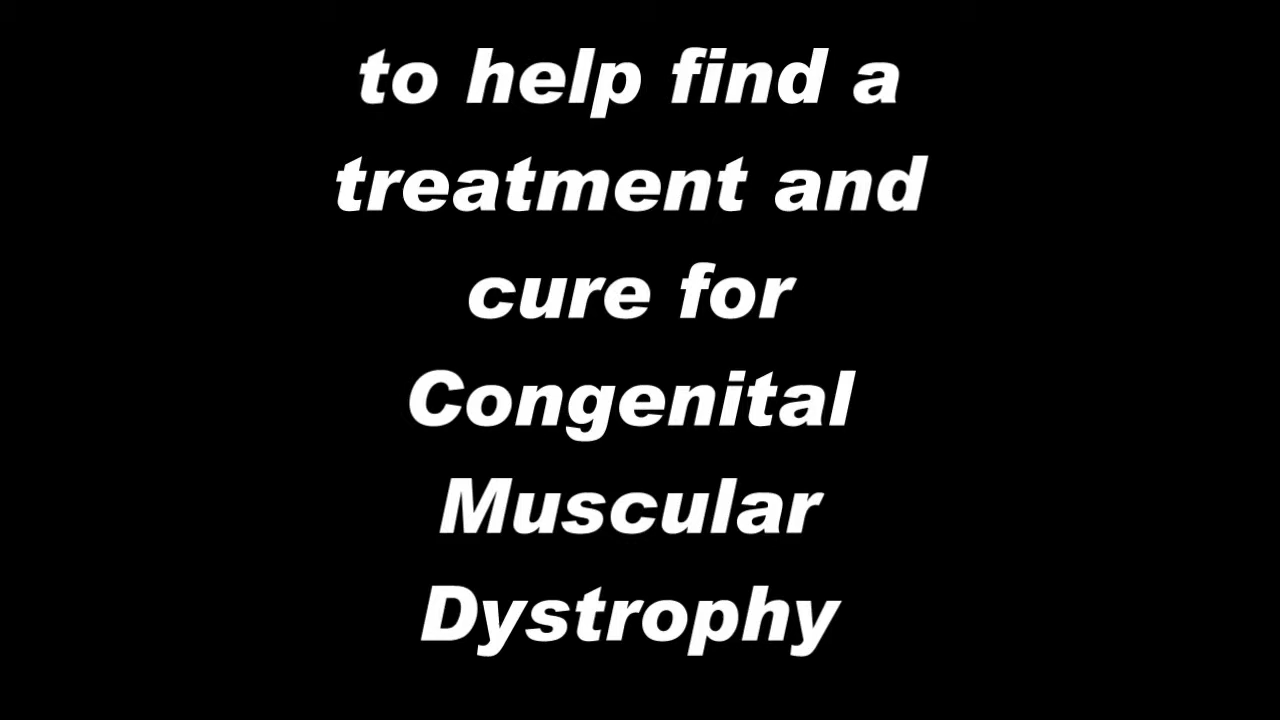 to help find a
treatment and
cure for
Congenital
Muscular
Dystrophy